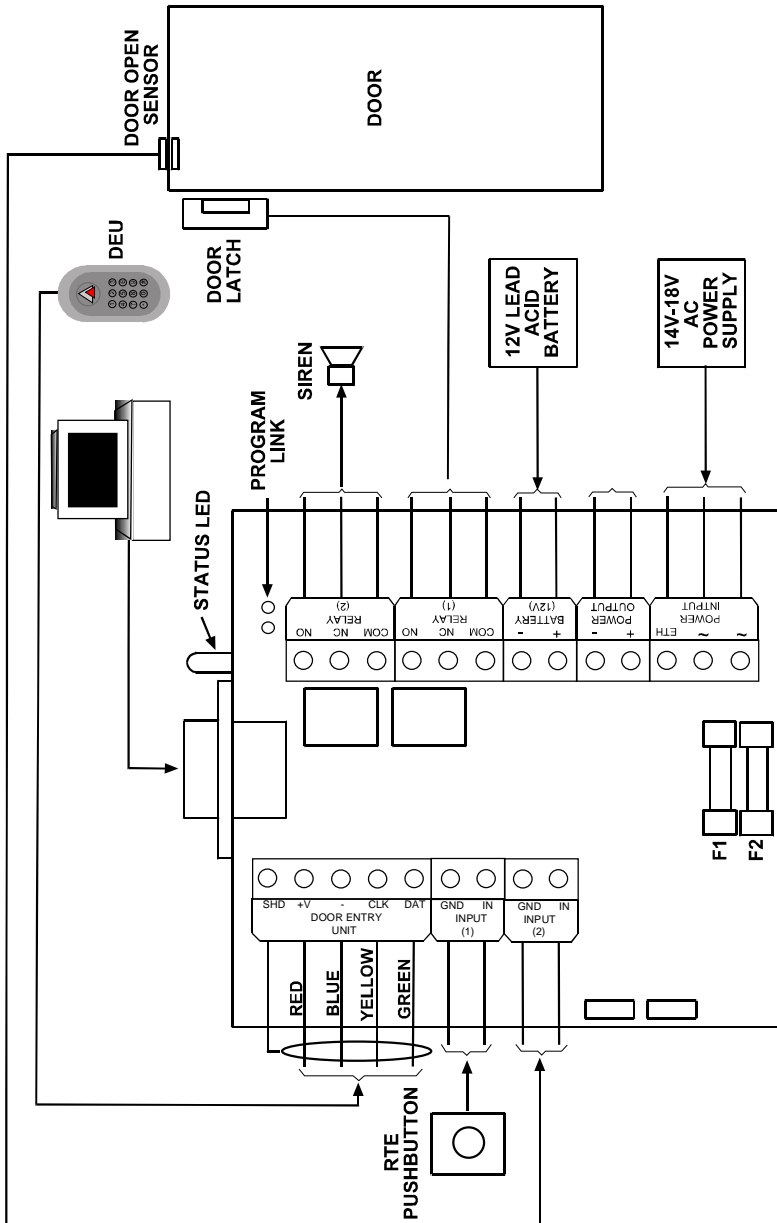 DOOR OPEN
SENSOR
DOOR
DEU
DOOR
LATCH
SIREN
12V LEAD
ACID
BATTERY
14V-18V
AC
POWER
SUPPLY
PROGRAM
LINK
STATUS LED
NO
NC
COM
RELAY
(2)
NO
NC
COM
RELAY
(1)
-
+
BATTERY
(12V)
-
+
POWER
OUTPUT
ETH
~
~
POWER
INTPUT
F1
F2
SHD
+V
-
CLK
DAT
DOOR ENTRY
UNIT
GND
IN
INPUT
(1)
GND
IN
INPUT
(2)
RED
BLUE
YELLOW
GREEN
RTE
PUSHBUTTON